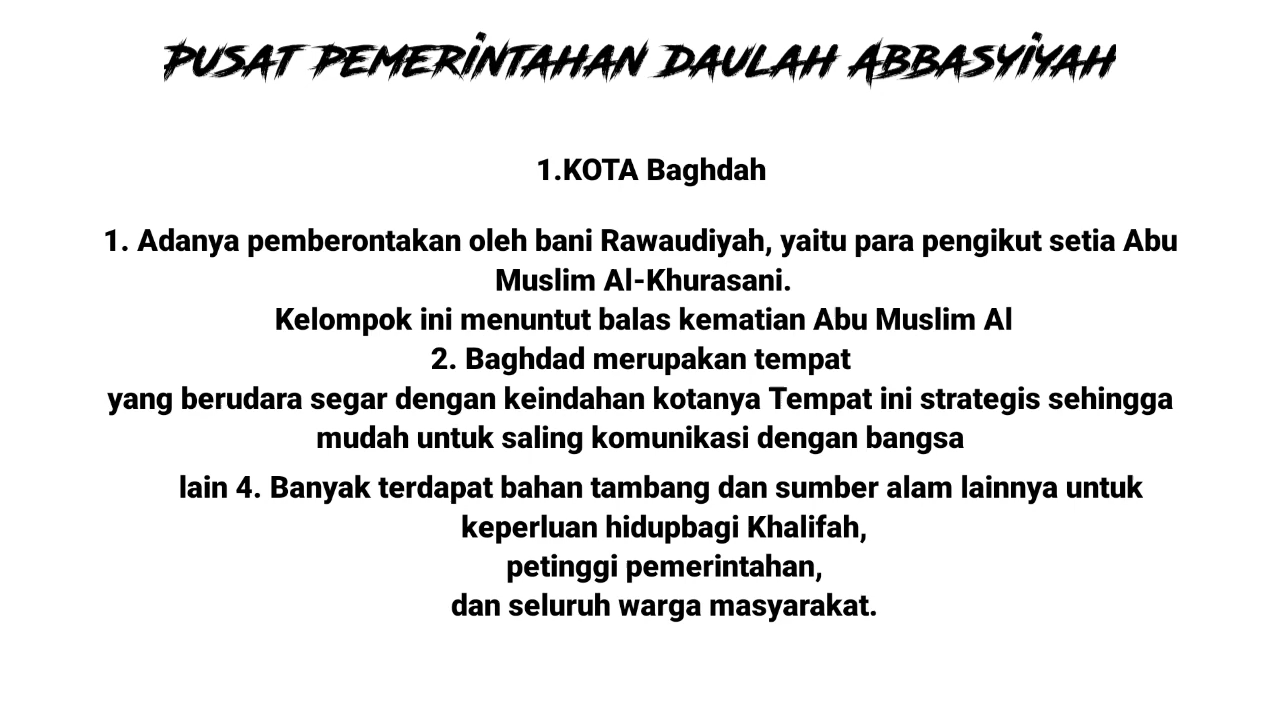 PUSAT PEMERINTAHAN DAULAH ABBASYIYAH
1.KOTA Baghdah
1. Adanya pemberontakan oleh bani Rawaudiyah, yaitu para pengikut setia Abu
Muslim Al-Khurasani.
Kelompok ini menuntut balas kematian Abu Muslim Al
2. Baghdad merupakan tempat
yang berudara segar dengan keindahan kotanya Tempat ini strategis sehingga
mudah untuk saling komunikasi dengan bangsa
lain 4. Banyak terdapat bahan tambang dan sumber alam lainnya untuk
keperluan hidupbagi Khalifah,
petinggi pemerintahan,
dan seluruh warga masyarakat.